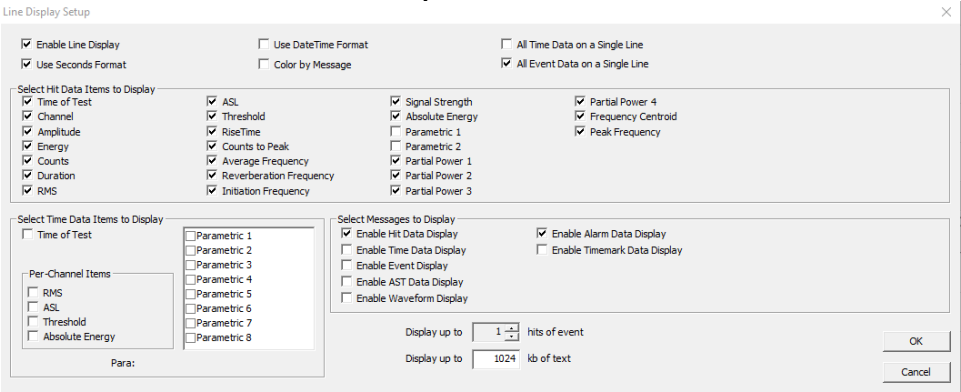 Line Display Setup
Enable Line Display
Use DateTime Format
All Time Data on a Single Line
Use Seconds Format
Color by Message
All Event Data on a Single Line
Select Hit Data Items to Display
Time of Test
ASL
Signal Strength
Partial Power 4
Channel
Threshold
Absolute Energy
Frequency Centroid
Amplitude
RiseTime
Parametric 1
Peak Frequency
Energy
Counts to Peak
Parametric 2
Counts
Average Frequency
Partial Power 1
Duration
Reverberation Frequency
Partial Power 2
RMS
Initiation Frequency
Partial Power 3
Select Time Data Items to Display
Time of Test
Parametric 1
Parametric 2
Parametric 3
Parametric 4
Parametric 5
Parametric 6
Parametric 7
Parametric 8
Per-Channel Items
RMS
ASL
Threshold
Absolute Energy
Para:
Select Messages to Display
Enable Hit Data Display
Enable Alarm Data Display
Enable Time Data Display
Enable Timemark Data Display
Enable Event Display
Enable AST Data Display
Enable Waveform Display
Display up to 1 hits of event
Display up to 1024 kb of text
OK
Cancel